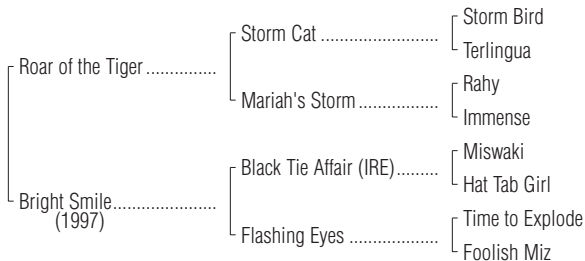 Storm Bird
Storm Cat ........................
Terlingua
Roar of the Tiger ..............
Rahy
Mariah's Storm ................
Immense
Miswaki
Black Tie Affair (IRE).........
Hat Tab Girl
Bright Smile.....................
(1997)
Time to Explode
Flashing Eyes ..................
Foolish Miz